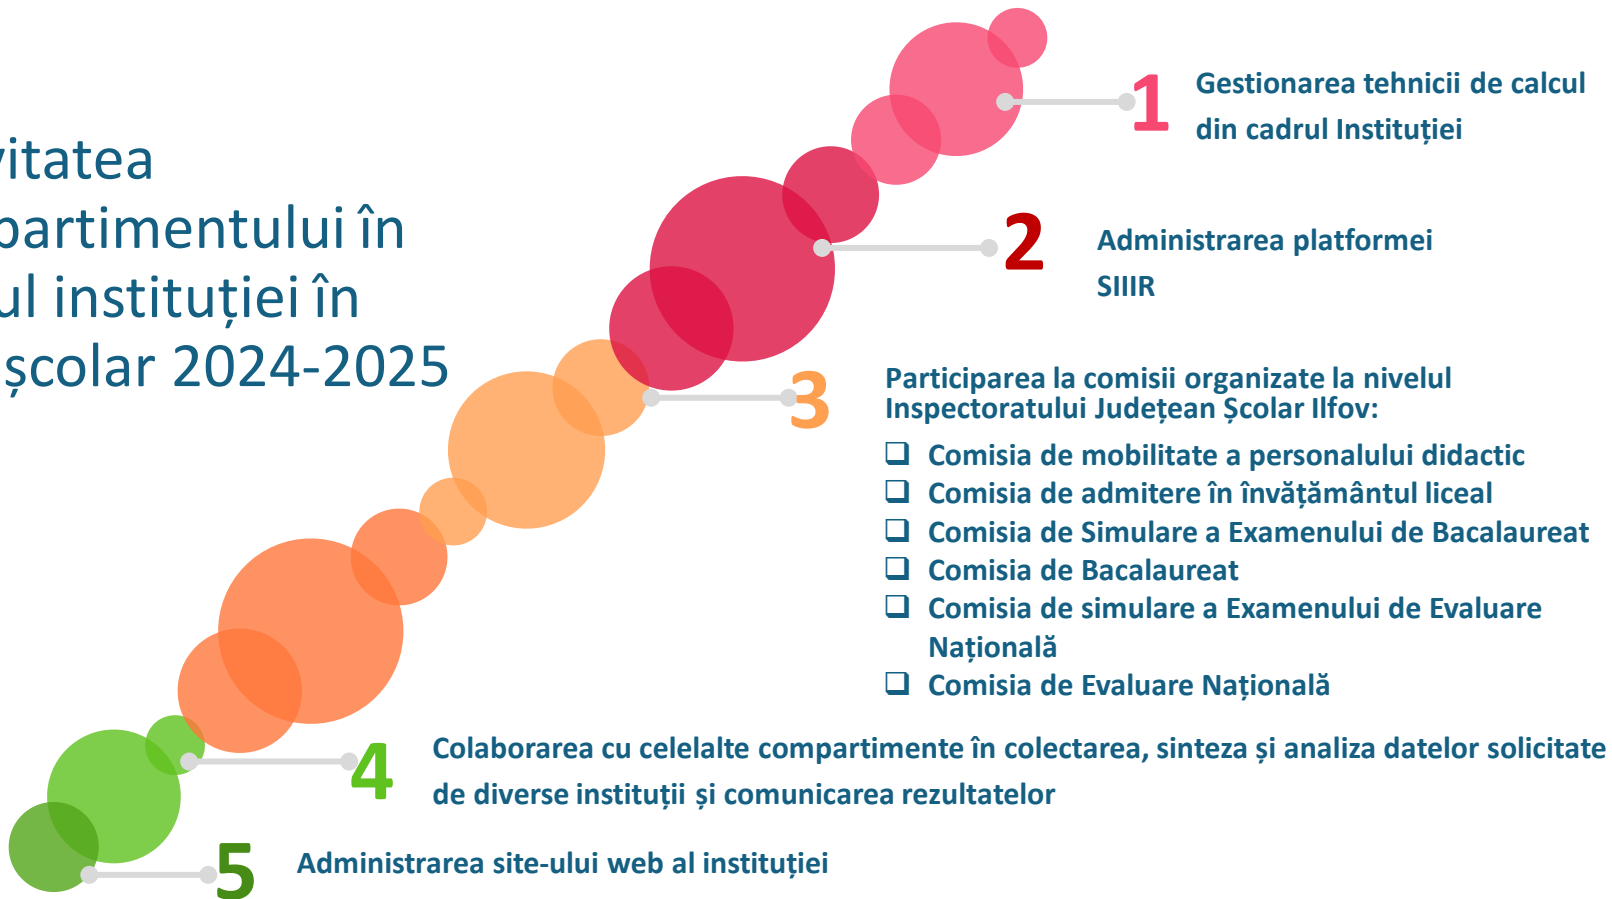 vitatea
partimentului în
ul instituției în
școlar 2024-2025
1
Gestionarea tehnicii de calcul
din cadrul Instituției
2
Administrarea platformei
SIIIR
3
Participarea la comisii organizate la nivelul
Inspectoratului Județean Școlar Ilfov:
❑ Comisia de mobilitate a personalului didactic
❑ Comisia de admitere în învățământul liceal
❑ Comisia de Simulare a Examenului de Bacalaureat
❑ Comisia de Bacalaureat
❑ Comisia de simulare a Examenului de Evaluare
Națională
❑ Comisia de Evaluare Națională
4
Colaborarea cu celelalte compartimente în colectarea, sinteza și analiza datelor solicitate
de diverse instituții și comunicarea rezultatelor
5
Administrarea site-ului web al instituției